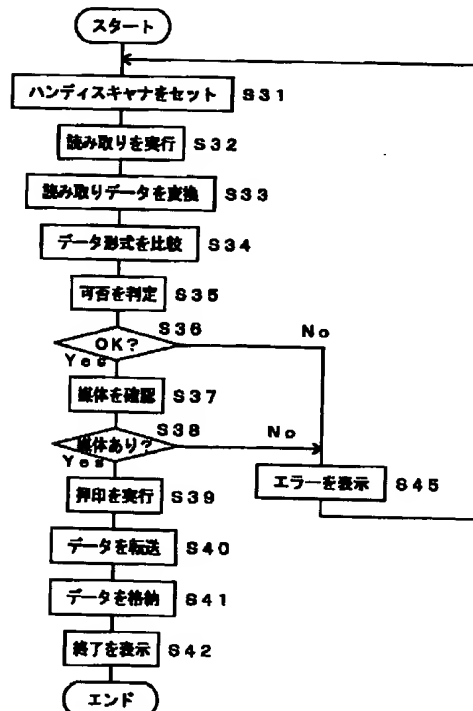 スタート
ハンディスキャナをセット S31
読み取りを実行 S32
読み取りデータを変換 S33
データ形式を比較 S34
可否を判定 S35
S36
OK? No
Yes
媒体を確認 S37
S38
媒体あり? No
Yes
押印を実行 S39
エラーを表示 S45
データを転送 S40
データを格納 S41
終了を表示 S42
エンド